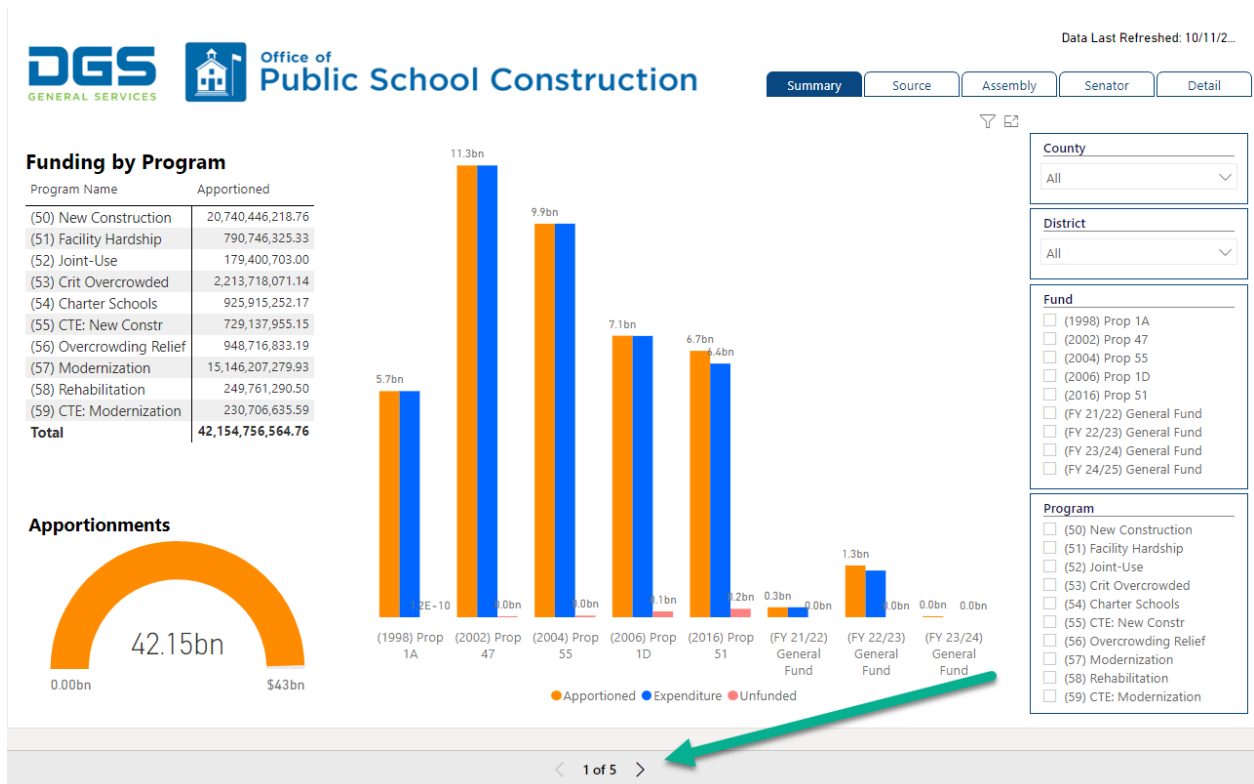 Data Last Refreshed: 10/11/2...
DGS
GENERAL SERVICES
Office of
Public School Construction
Summary
Source
Assembly
Senator
Detail
Funding by Program
Program Name Apportioned
(50) New Construction 20,740,446,218.76
(51) Facility Hardship 790,746,325.33
(52) Joint-Use 179,400,703.00
(53) Crit Overcrowded 2,213,718,071.14
(54) Charter Schools 925,915,252.17
(55) CTE: New Constr 729,137,955.15
(56) Overcrowding Relief 948,716,833.19
(57) Modernization 15,146,207,279.93
(58) Rehabilitation 249,761,290.50
(59) CTE: Modernization 230,706,635.59
Total 42,154,756,564.76
Apportionments
42.15bn
0.00bn
$43bn
11.3bn
9.9bn
7.1bn
6.7bn
6.4bn
5.7bn
1.3bn
1.2E-10
0.0bn
0.0bn
0.1bn
0.2bn
0.3bn
0.0bn
0.0bn
0.0bn
0.0bn
(1998) Prop
1A
(2002) Prop
47
(2004) Prop
55
(2006) Prop
1D
(2016) Prop
51
(FY 21/22)
General
Fund
(FY 22/23)
General
Fund
(FY 23/24)
General
Fund
Apportioned Expenditure Unfunded
County
All
District
All
Fund
(1998) Prop 1A
(2002) Prop 47
(2004) Prop 55
(2006) Prop 1D
(2016) Prop 51
(FY 21/22) General Fund
(FY 22/23) General Fund
(FY 23/24) General Fund
(FY 24/25) General Fund
Program
(50) New Construction
(51) Facility Hardship
(52) Joint-Use
(53) Crit Overcrowded
(54) Charter Schools
(55) CTE: New Constr
(56) Overcrowding Relief
(57) Modernization
(58) Rehabilitation
(59) CTE: Modernization
1 of 5